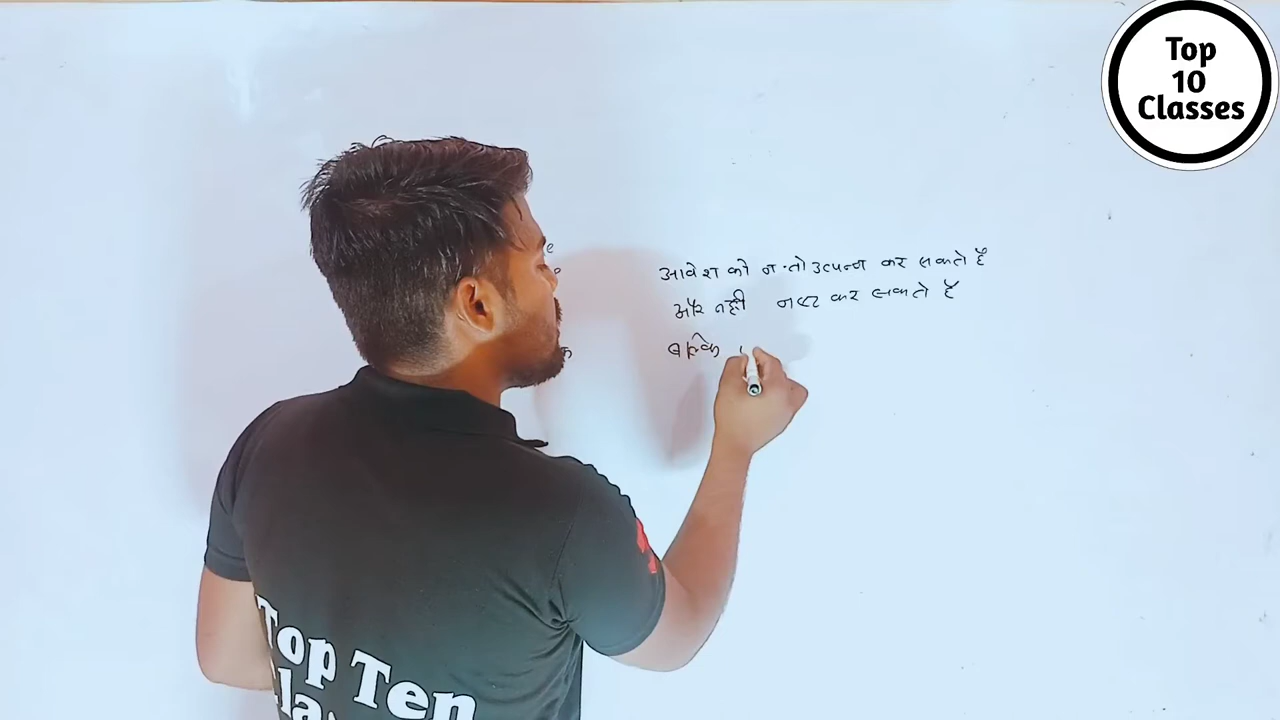 Top
10
Classes
आवेश को न तो उत्पन्न कर सकते है
और नही नष्ट कर सकते है
बल्कि
Top Ten